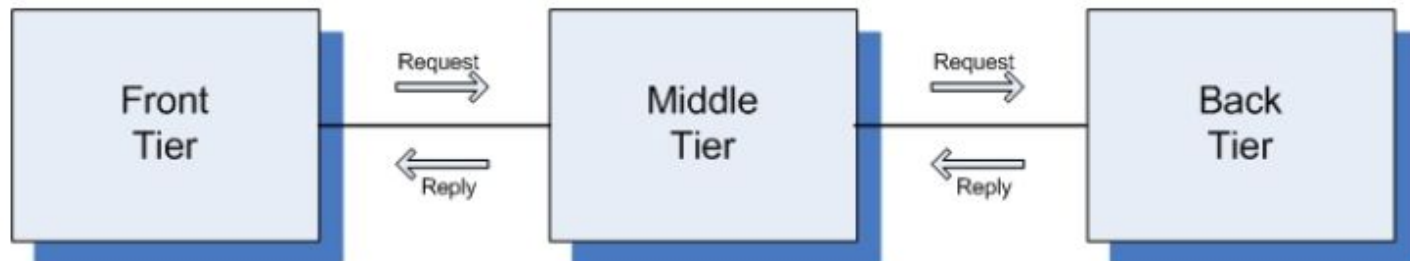 Front
Tier
Request
Reply
Middle
Tier
Request
Reply
Back
Tier